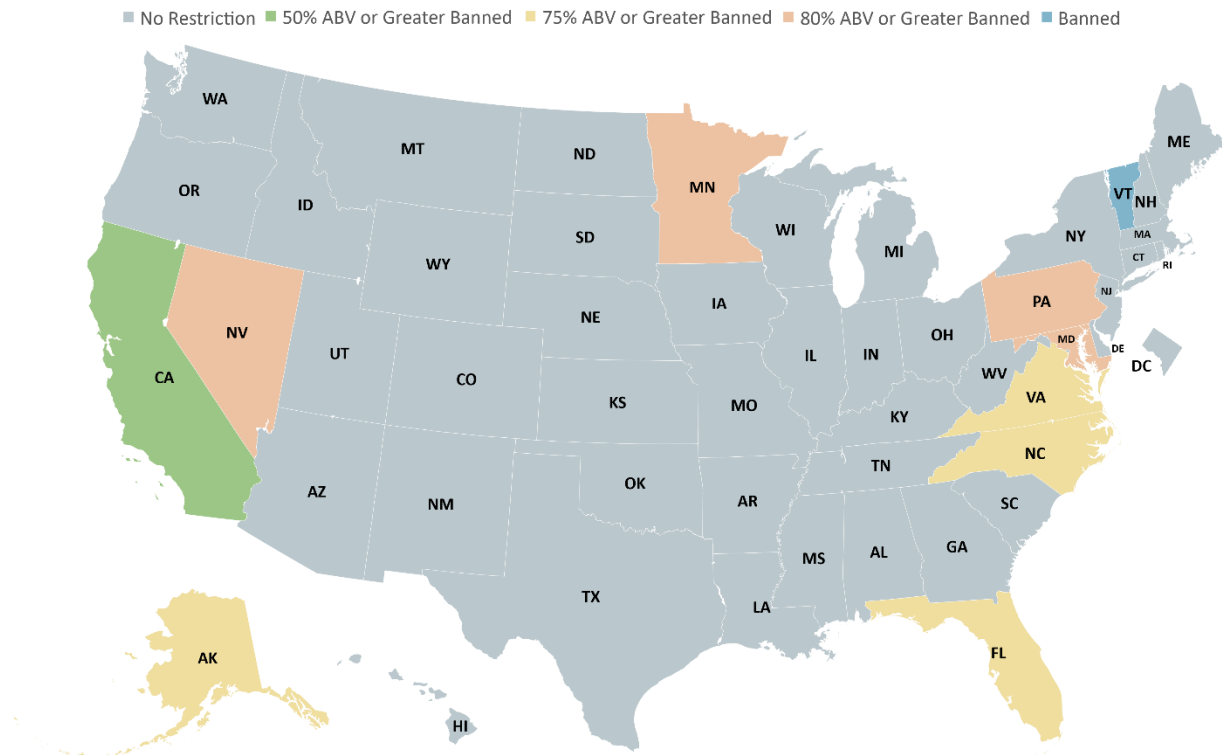 No Restriction 50% ABV or Greater Banned 75% ABV or Greater Banned 80% ABV or Greater Banned Banned
WA
MT
ND
MN
ME
OR
ID
SD
WI
VT
NH
MA
NY
CT
RI
WY
MI
IA
PA
NJ
NE
NV
UT
CO
IL
IN
OH
MD
DE
DC
WV
CA
KS
MO
KY
VA
NC
TN
AZ
NM
OK
AR
SC
MS
AL
GA
TX
LA
AK
FL
HI